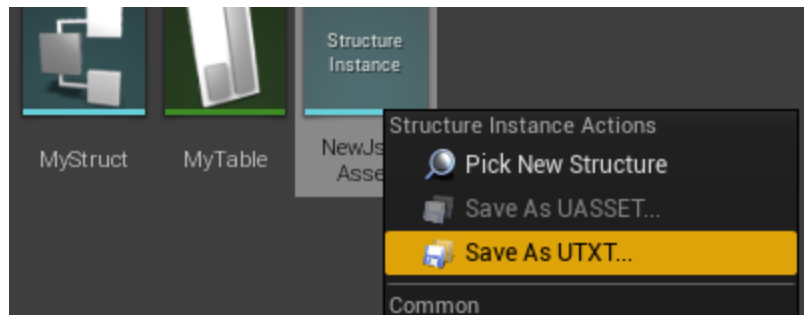 Structure
Instance
MyStruct
MyTable
NewJs
Asse
Structure Instance Actions
Pick New Structure
Save As UASSET...
Save As UTXT...
Common